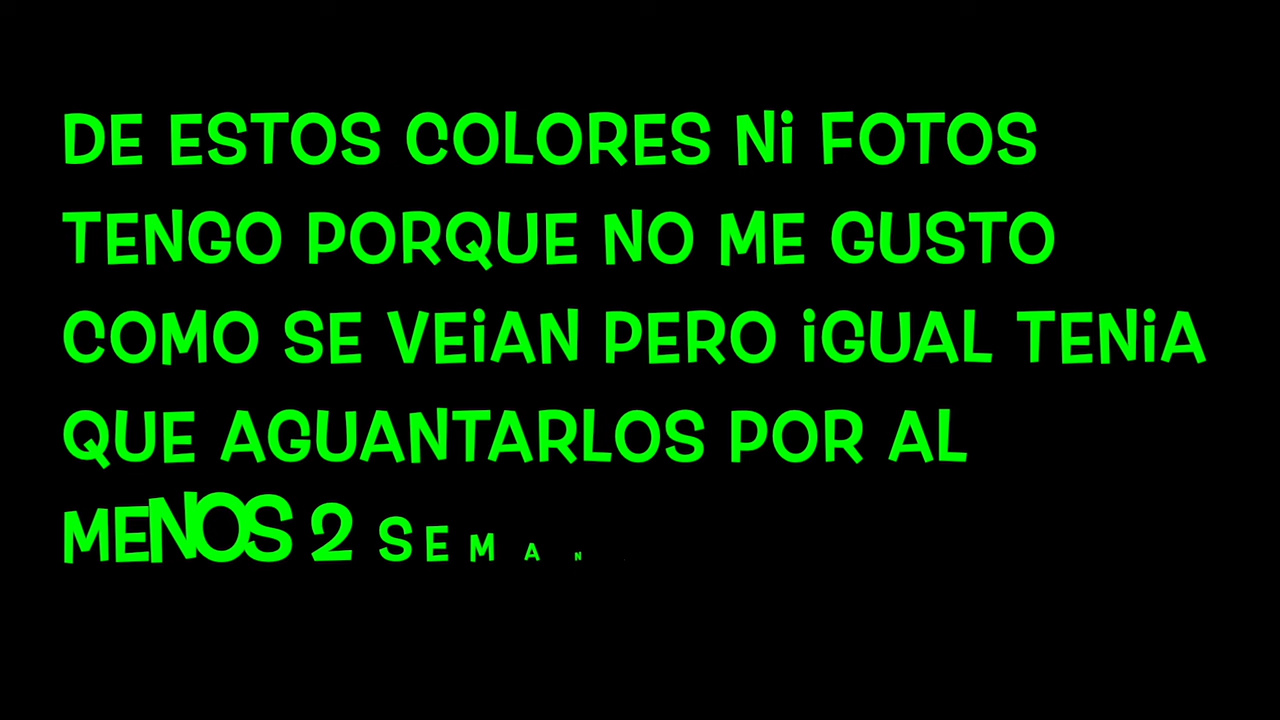 DE ESTOS COLORES Ni FOTOS
TENGO PORQUE NO ME GUSTO
COMO SE VEiAN PERO iGUAL TENiA
QUE AGUANTARLOS POR AL
MENOS 2 SEMAN